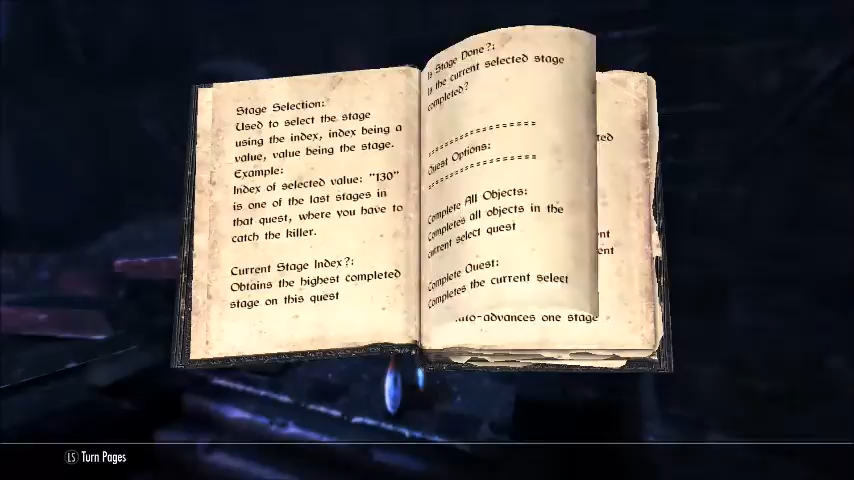 Stage Selection:
Used to select the stage
using the index, index being a
value, value being the stage.
Example:
Index of selected value: "130"
is one of the last stages in
that quest, where you have to
catch the killer.
Current Stage Index?:
Obtains the highest completed
stage on this quest
Is Stage Done?:
Is the current selected stage
completed?
====================
Quest Options:
====================
Complete All Objects:
Completes all objects in the
current select quest
Complete Quest:
Completes the current select
auto-advances one stage
LS Turn Pages